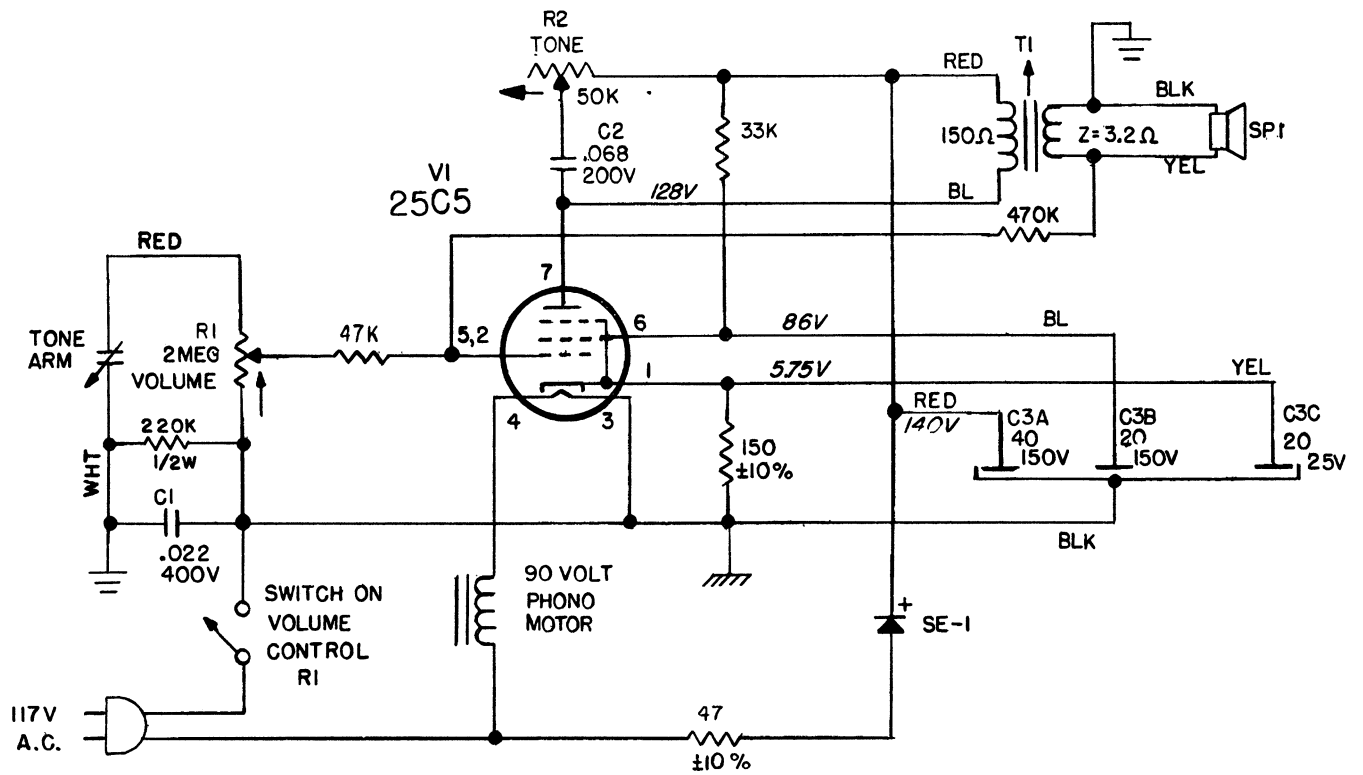 R2
TONE
50K
C2
.068
200V
V1
25C5
128V
33K
RED
T1
150Ω
Z=3.2Ω
BLK
SP.1
YEL
BL
470K
RED
TONE
ARM
R1
2MEG
VOLUME
47K
5,2
7
6
1
4
3
86V
BL
5.75V
YEL
RED
140V
C3A
40
150V
C3B
20
150V
C3C
20
25V
220K
1/2W
WHT
C1
.022
400V
150
±10%
BLK
SWITCH ON
VOLUME
CONTROL
R1
90 VOLT
PHONO
MOTOR
+
SE-1
117V
A.C.
47
±10%